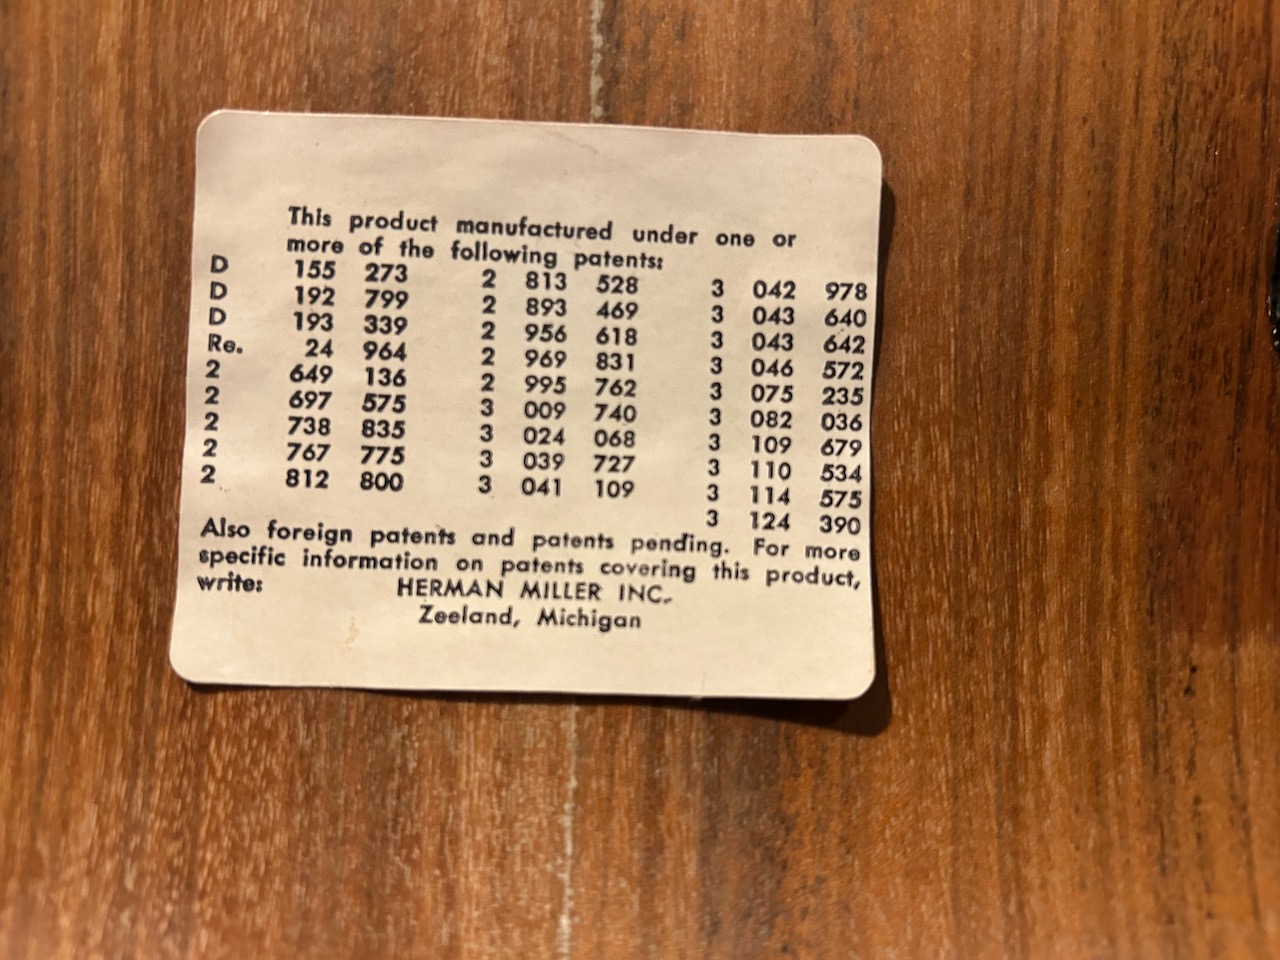 This product manufactured under one or
more of the following patents:
D 155 273 2 813 528 3 042 978
D 192 799 2 893 469 3 043 640
D 193 339 2 956 618 3 043 642
Re. 24 964 2 969 831 3 046 572
2 649 136 2 995 762 3 075 235
2 697 575 3 009 740 3 082 036
2 738 835 3 024 068 3 109 679
2 767 775 3 039 727 3 110 534
2 812 800 3 041 109 3 114 575
3 124 390
Also foreign patents and patents pending. For more
specific information on patents covering this product,
write: HERMAN MILLER INC.
Zeeland, Michigan